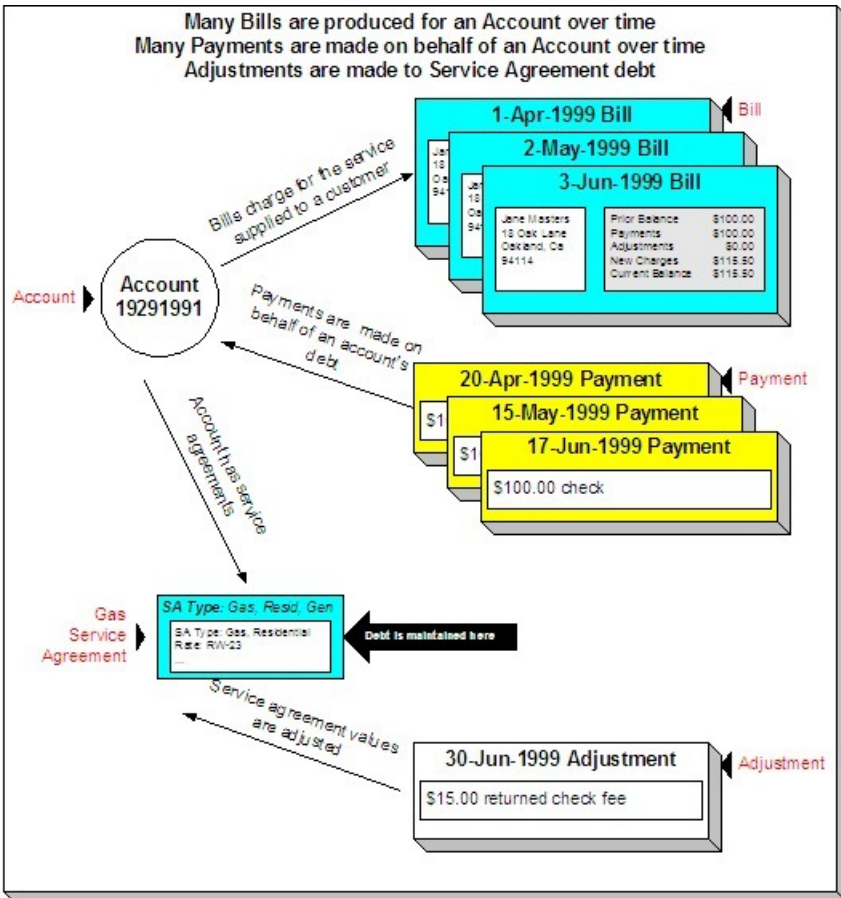 Many Bills are produced for an Account over time
Many Payments are made on behalf of an Account over time
Adjustments are made to Service Agreement debt
1-Apr-1999 Bill
Bill
2-May-1999 Bill
3-Jun-1999 Bill
Jane Masters
18 Oak Lane
Oakland, Ca
94114
Prior Balance $100.00
Payments $100.00
Adjustments $0.00
New Charges $115.50
Current Balance $115.50
Bills charge for the service
supplied to a customer
Account
Account
19291991
Payments are made on
behalf of an account's
debt
20-Apr-1999 Payment
Payment
$1
15-May-1999 Payment
$1
17-Jun-1999 Payment
$100.00 check
Account has service
agreements
Gas
Service
Agreement
SA Type: Gas, Resid, Gen
SA Type: Gas, Residential
Rate: RW-23
...
Debt is maintained here
Service agreement values
are adjusted
30-Jun-1999 Adjustment
Adjustment
$15.00 returned check fee